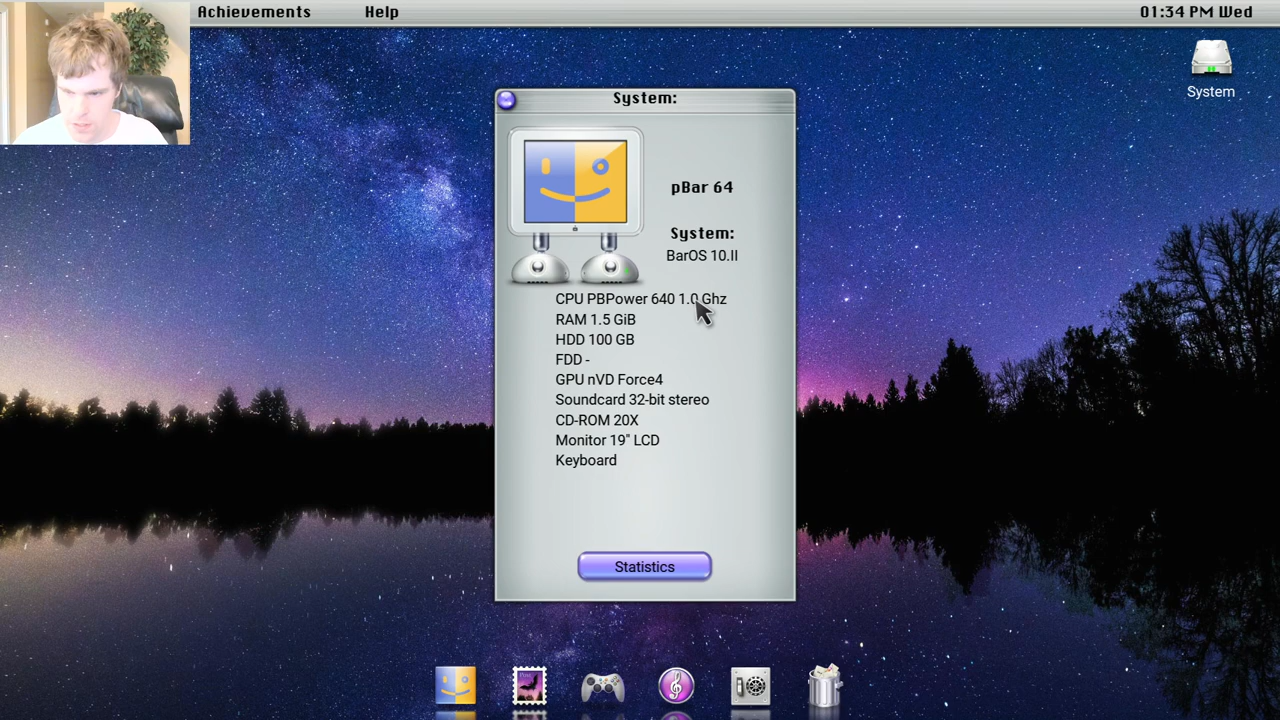 Achievements Help 01:34 PM Wed
System
System:
pBar 64
System:
BarOS 10.II
CPU PBPower 640 1.0 Ghz
RAM 1.5 GiB
HDD 100 GB
FDD -
GPU nVD Force4
Soundcard 32-bit stereo
CD-ROM 20X
Monitor 19" LCD
Keyboard
Statistics